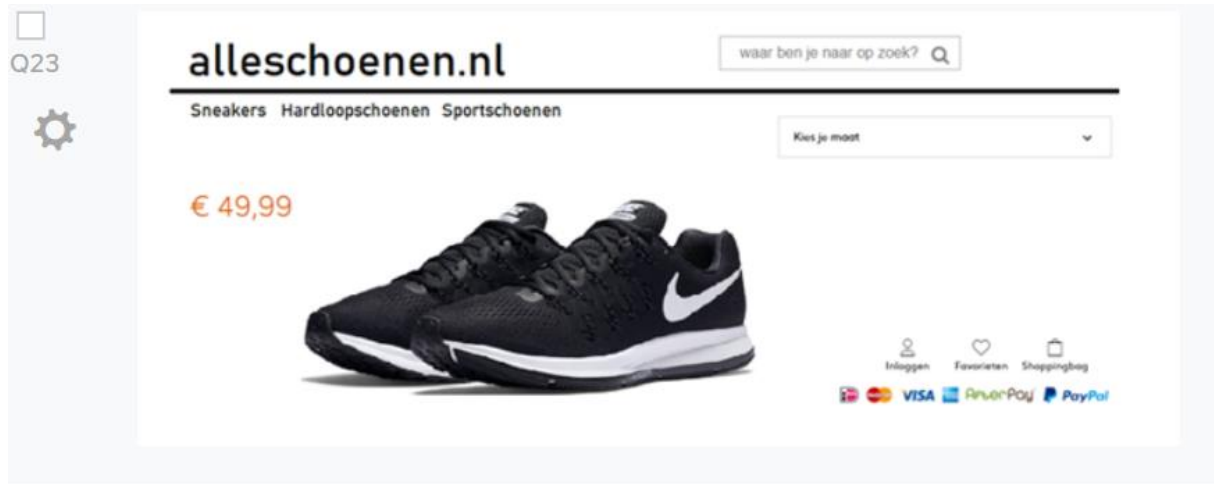 Q23
alleschoenen.nl
waar ben je naar op zoek?
Sneakers Hardloopschoenen Sportschoenen
Kies je maat
€ 49,99
Inloggen Favorieten Shoppingbag
VISA AfterPay PayPal